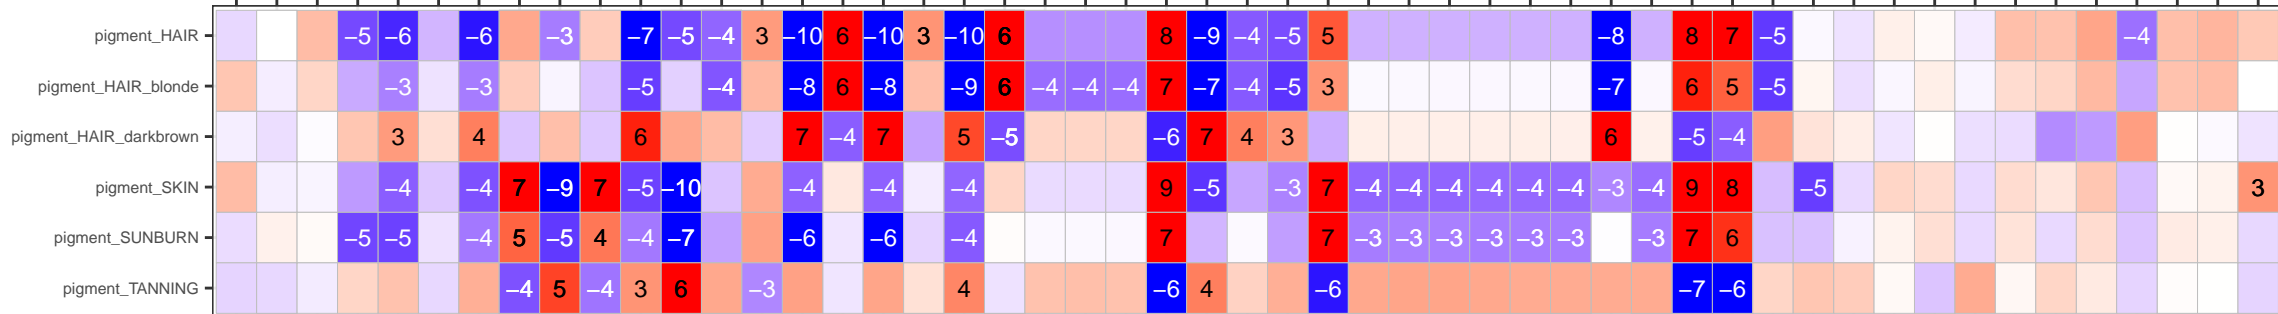 pigment_HAIR −5 −6 −6 −3 −7 −5 −4 3 −10 6 −10 3 −10 6 8 −9 −4 −5 5 −8 8 7 −5 −4
pigment_HAIR_blonde −3 −3 −5 −4 −8 6 −8 −9 6 −4 −4 −4 7 −7 −4 −5 3 −7 6 5 −5
pigment_HAIR_darkbrown 3 4 6 7 −4 7 5 −5 −6 7 4 3 6 −5 −4
pigment_SKIN −4 −4 7 −9 7 −5 −10 −4 −4 −4 9 −5 −3 7 −4 −4 −4 −4 −4 −4 −3 −4 9 8 −5 3
pigment_SUNBURN −5 −5 −4 5 −5 4 −4 −7 −6 −6 −4 7 7 −3 −3 −3 −3 −3 −3 −3 7 6
pigment_TANNING −4 5 −4 3 6 −3 4 −6 4 −6 −7 −6